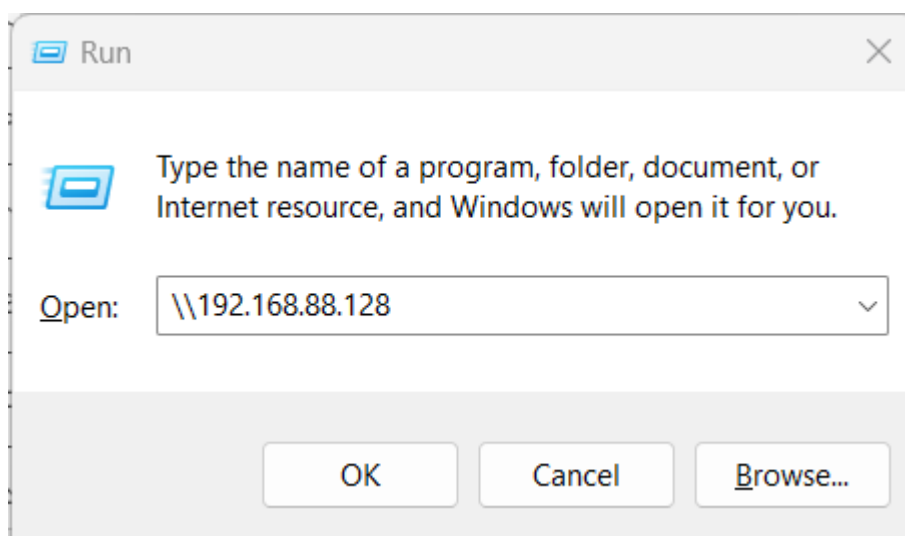 Run
Type the name of a program, folder, document, or
Internet resource, and Windows will open it for you.
Open: \\192.168.88.128
OK Cancel Browse...